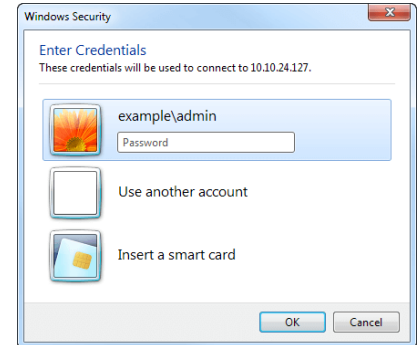 Windows Security
Enter Credentials
These credentials will be used to connect to 10.10.24.127.
example\admin
Password
Use another account
Insert a smart card
OK Cancel